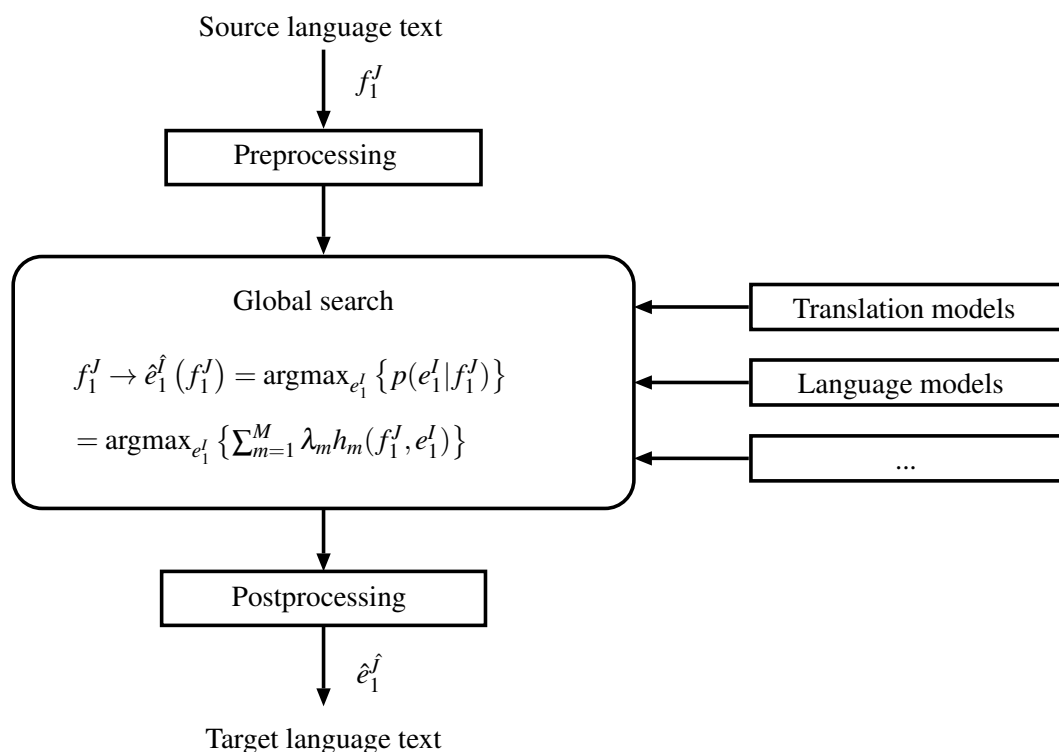 Source language text
f_1^J
Preprocessing
Global search
f_1^J → ê_1^Î (f_1^J) = argmax_{e_1^I} {p(e_1^I|f_1^J)}
= argmax_{e_1^I} {∑_{m=1}^M λ_m h_m(f_1^J, e_1^I)}
Translation models
Language models
...
Postprocessing
ê_1^Ĵ
Target language text